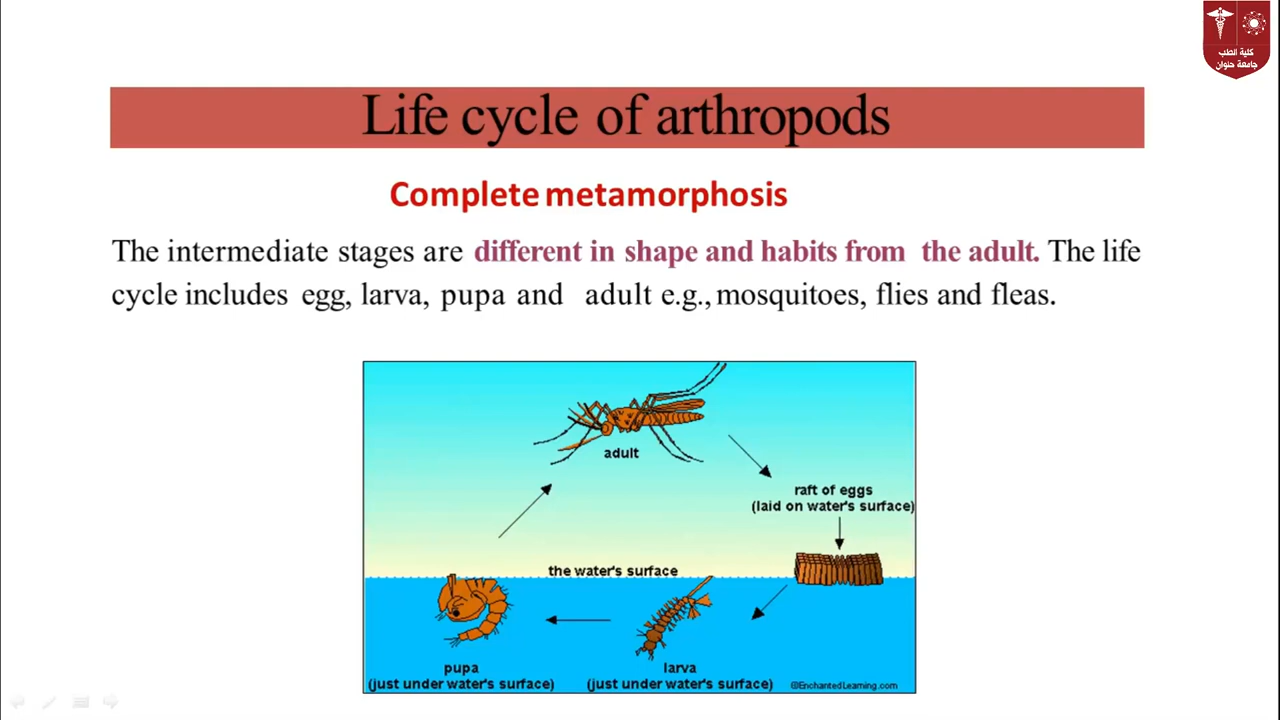 كلية الطب
جامعة حلوان
Life cycle of arthropods
Complete metamorphosis
The intermediate stages are different in shape and habits from the adult. The life
cycle includes egg, larva, pupa and adult e.g., mosquitoes, flies and fleas.
adult
raft of eggs
(laid on water's surface)
the water's surface
pupa
(just under water's surface)
larva
(just under water's surface)
©EnchantedLearning.com